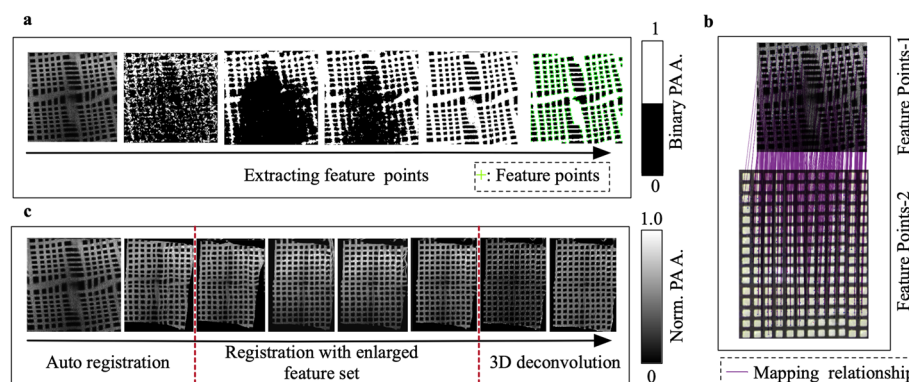 a
1
Binary PA A.
0
Extracting feature points
+: Feature points
b
Feature Points-1
Feature Points-2
Mapping relationship
c
1.0
Norm. PA A.
0
Auto registration
Registration with enlarged
feature set
3D deconvolution